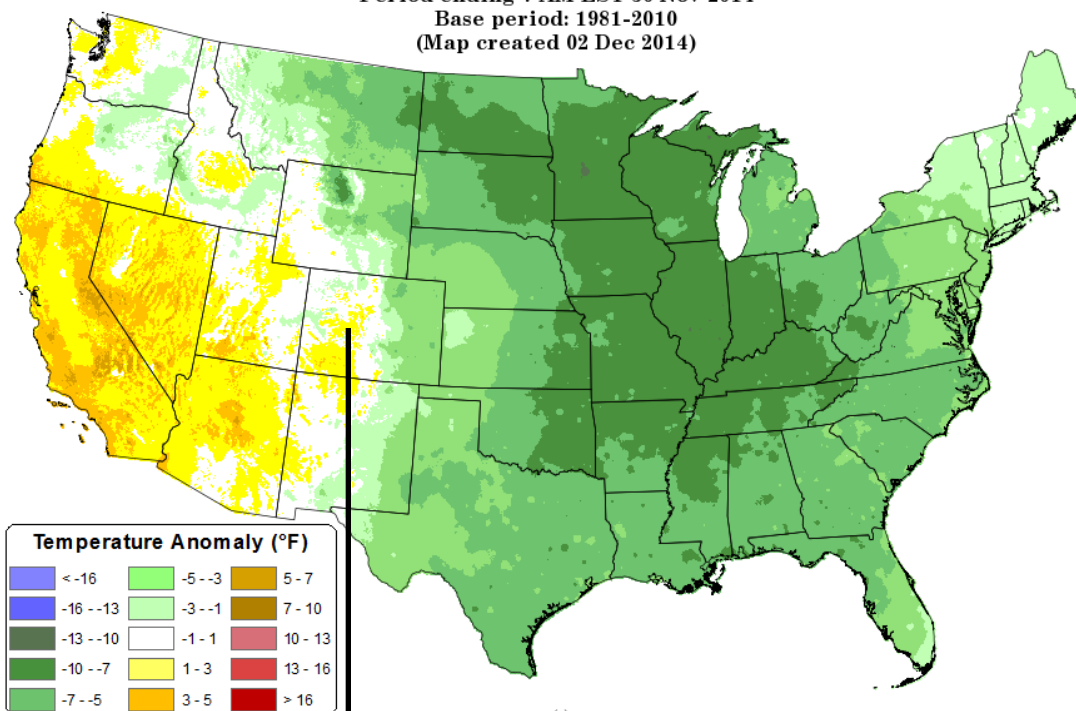 Base period: 1981-2010
(Map created 02 Dec 2014)
Temperature Anomaly (°F)
< -16
-5 - -3
5 - 7
-16 - -13
-3 - -1
7 - 10
-13 - -10
-1 - 1
10 - 13
-10 - -7
1 - 3
13 - 16
-7 - -5
3 - 5
> 16